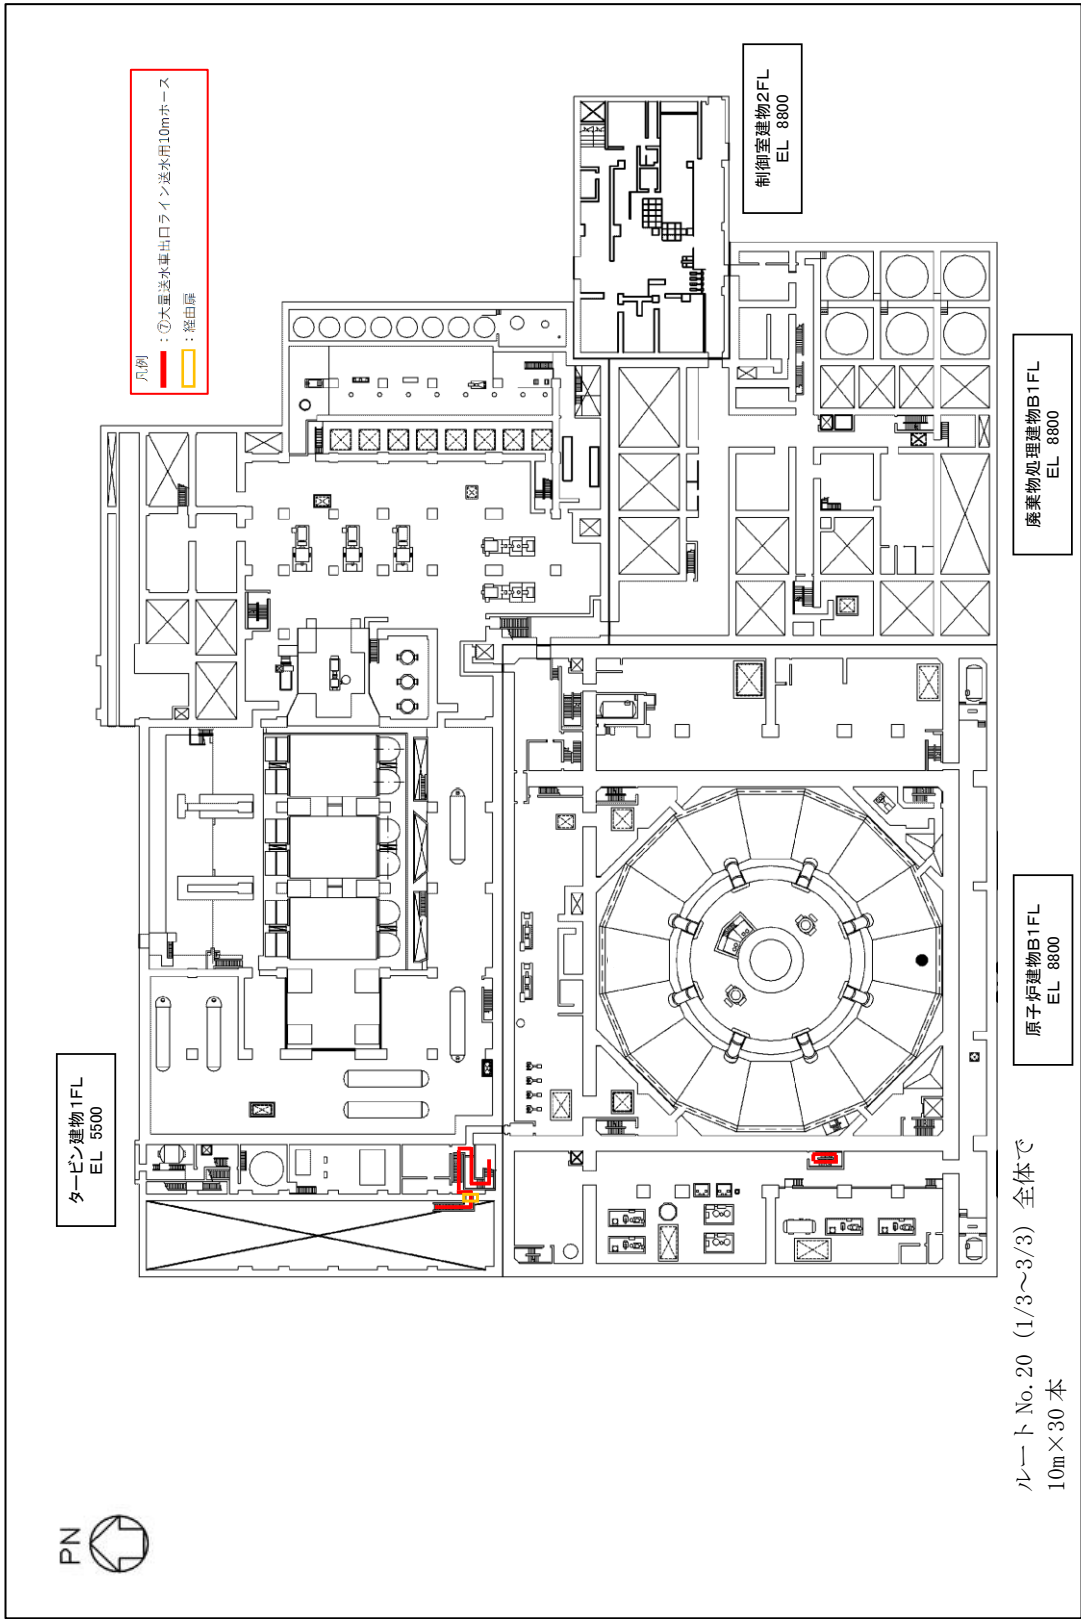 PN
タービン建物1FL
EL 5500
凡例
：⑦大量送水車出口ライン送水用10mホース
：経由扉
制御室建物2FL
EL 8800
廃棄物処理建物B1FL
EL 8800
原子炉建物B1FL
EL 8800
ルート No.20（1/3～3/3）全体で
10m×30 本